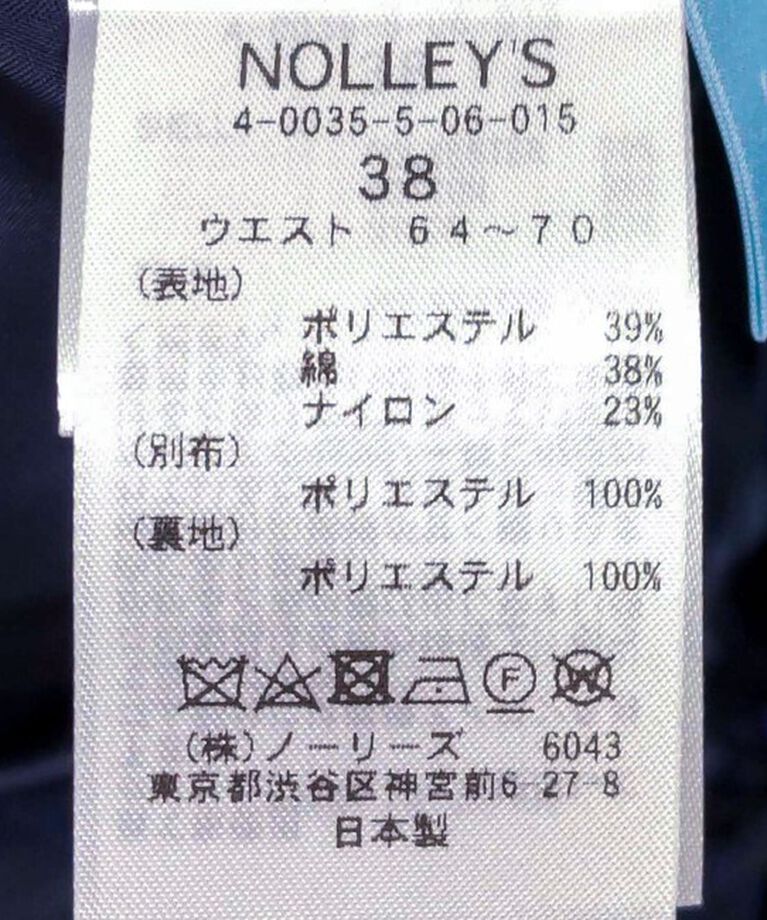 NOLLEY'S
4-0035-5-06-015
38
ウエスト 64~70
(表地)
ポリエステル 39%
綿 38%
ナイロン 23%
(別布)
ポリエステル 100%
(裏地)
ポリエステル 100%
F W
(株)ノーリーズ 6043
東京都渋谷区神宮前6-27-8
日本製